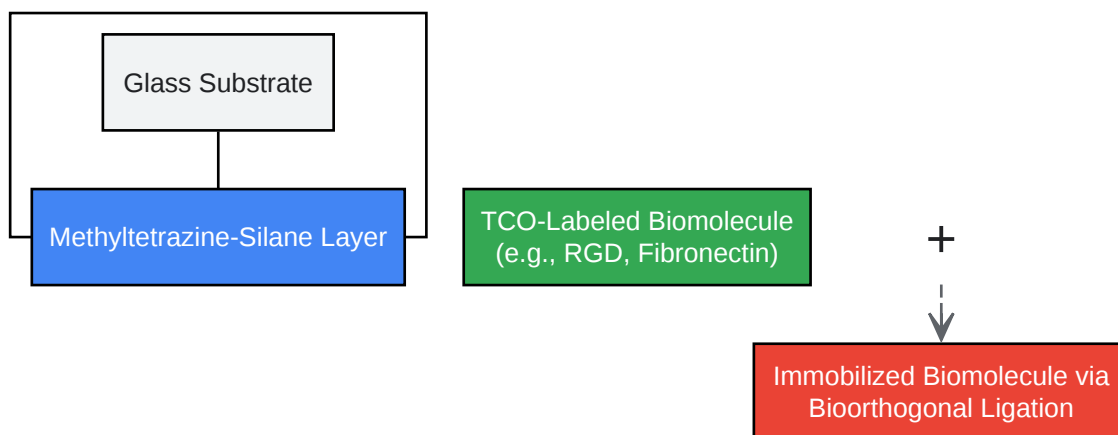 Glass Substrate
Methyltetrazine-Silane Layer
TCO-Labeled Biomolecule
(e.g., RGD, Fibronectin)
+
Immobilized Biomolecule via
Bioorthogonal Ligation